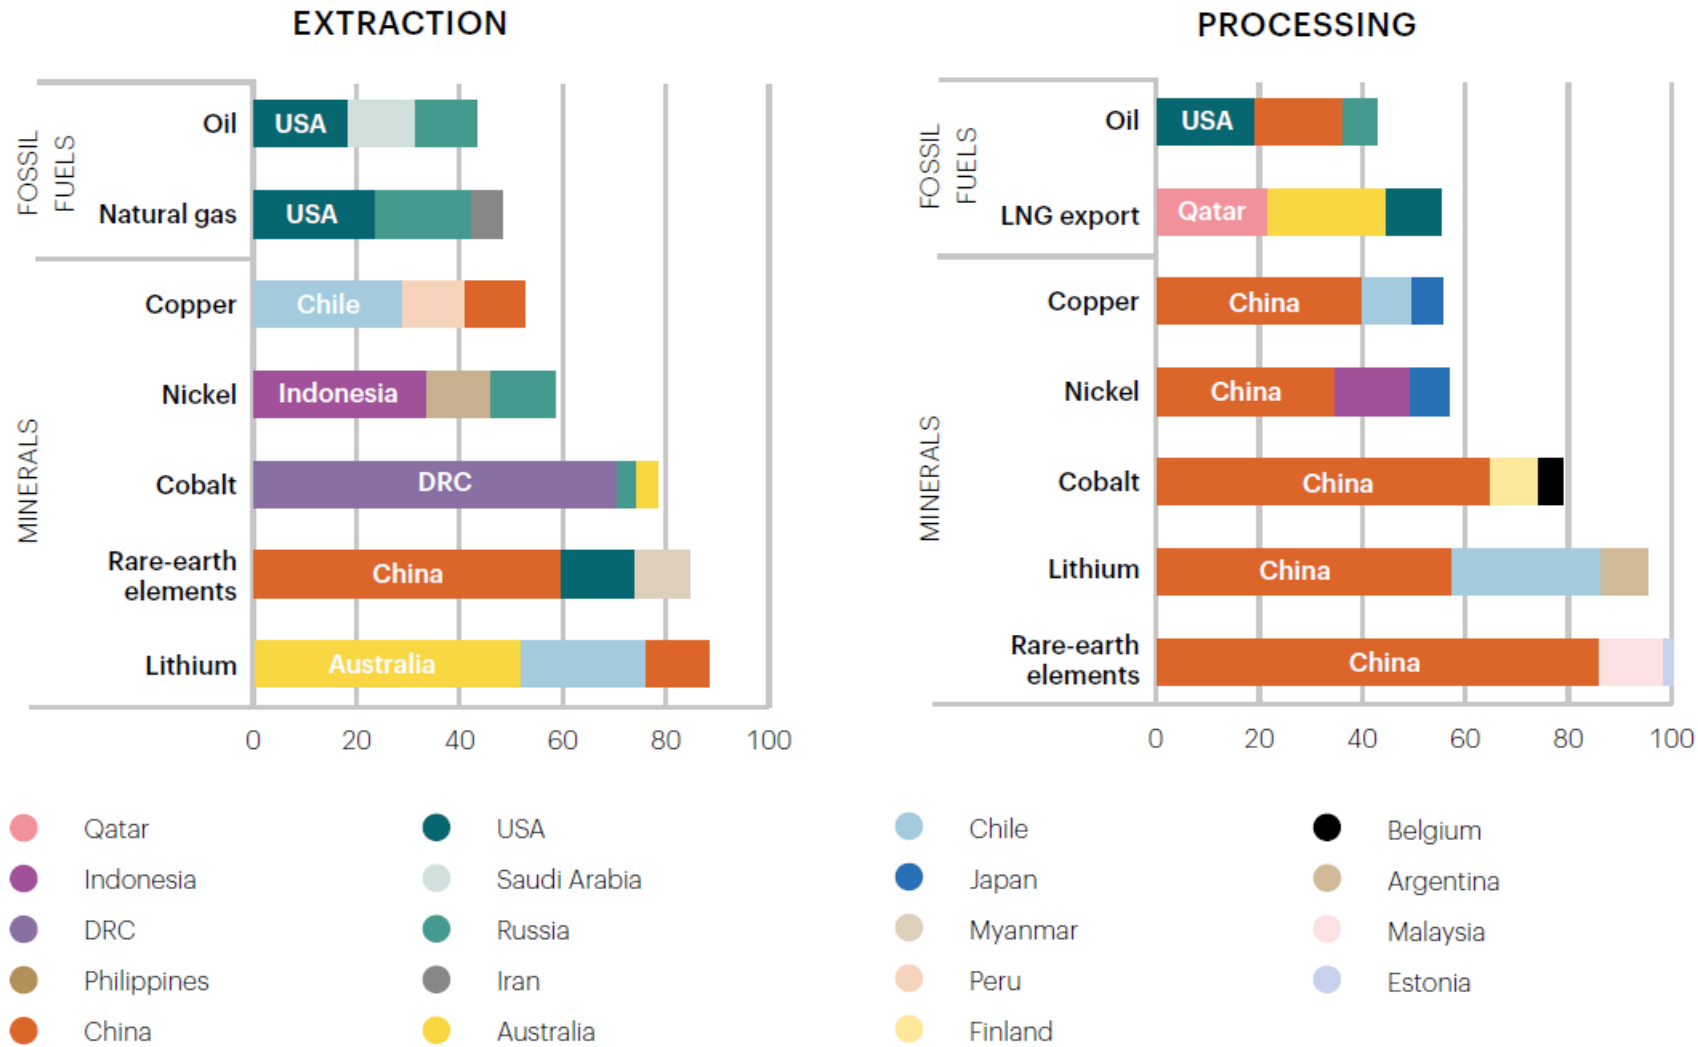 EXTRACTION
FOSSIL
FUELS
Oil
USA
Natural gas
USA
MINERALS
Copper
Chile
Nickel
Indonesia
Cobalt
DRC
Rare-earth
elements
China
Lithium
Australia
0 20 40 60 80 100
PROCESSING
FOSSIL
FUELS
Oil
USA
LNG export
Qatar
MINERALS
Copper
China
Nickel
China
Cobalt
China
Lithium
China
Rare-earth
elements
China
0 20 40 60 80 100
Qatar
Indonesia
DRC
Philippines
China
USA
Saudi Arabia
Russia
Iran
Australia
Chile
Japan
Myanmar
Peru
Finland
Belgium
Argentina
Malaysia
Estonia